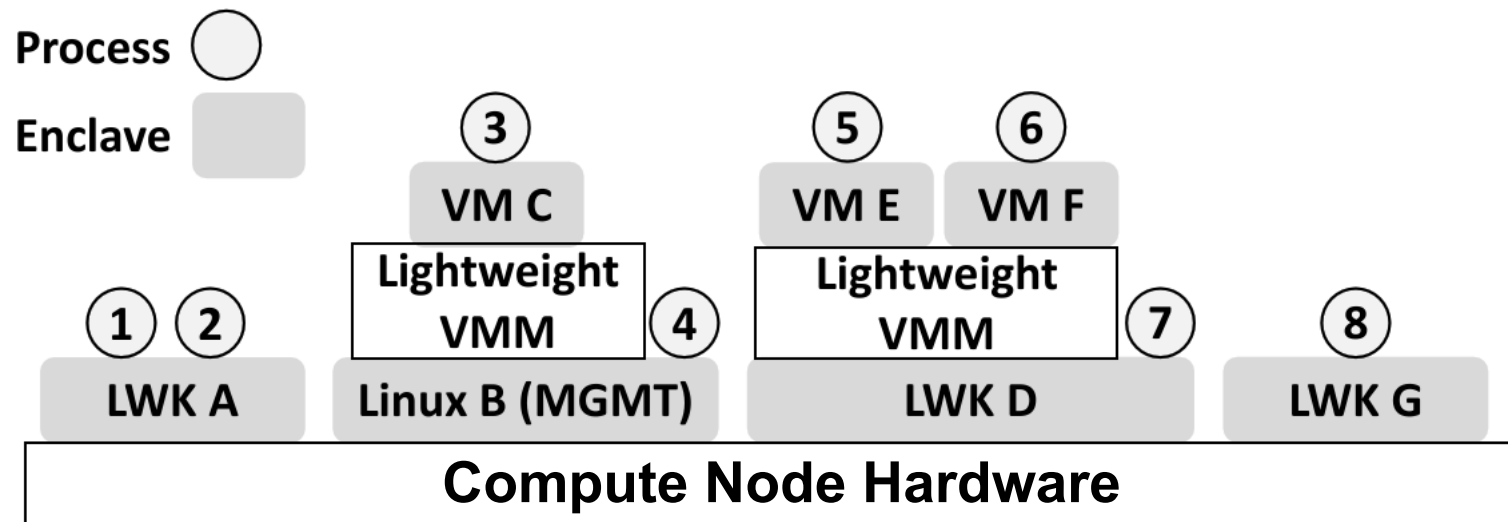 Process
Enclave
3
5
6
VM C
VM E
VM F
Lightweight
VMM
Lightweight
VMM
1
2
4
7
8
LWK A
Linux B (MGMT)
LWK D
LWK G
Compute Node Hardware